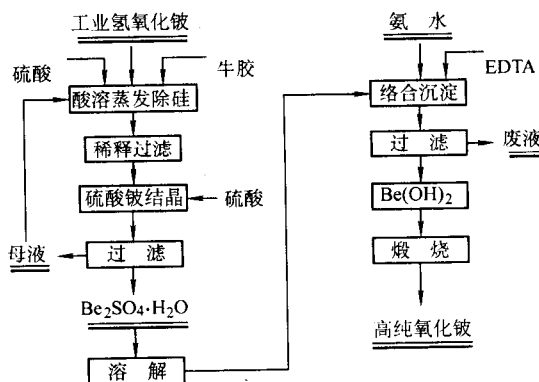 工业氢氧化铍
硫酸
牛胶
酸溶蒸发除硅
稀释过滤
硫酸铍结晶
硫酸
母液
过滤
Be₂SO₄·H₂O
溶解
氨水
EDTA
络合沉淀
过滤
废液
Be(OH)₂
煅烧
高纯氧化铍